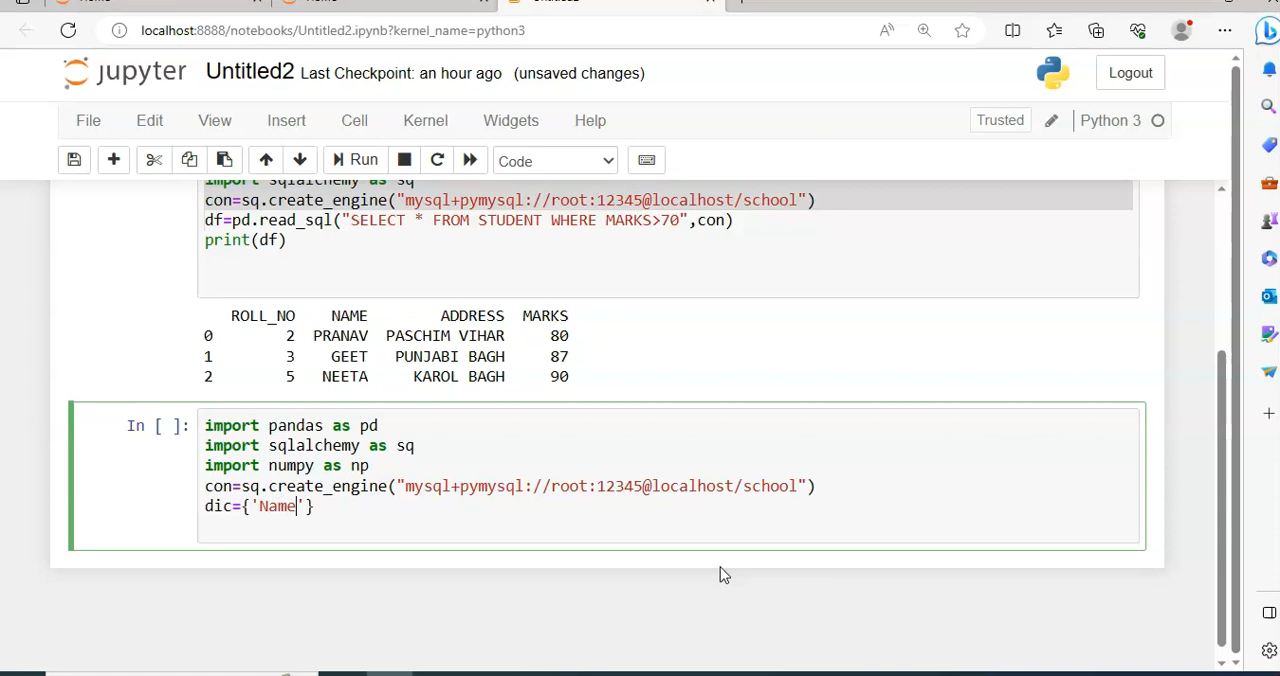 localhost:8888/notebooks/Untitled2.ipynb?kernel_name=python3
jupyter Untitled2 Last Checkpoint: an hour ago (unsaved changes) Logout
File Edit View Insert Cell Kernel Widgets Help Trusted Python 3
Run Code
import sqlalchemy as sq
con=sq.create_engine("mysql+pymysql://root:12345@localhost/school")
df=pd.read_sql("SELECT * FROM STUDENT WHERE MARKS>70",con)
print(df)
ROLL_NO NAME ADDRESS MARKS
0 2 PRANAV PASCHIM VIHAR 80
1 3 GEET PUNJABI BAGH 87
2 5 NEETA KAROL BAGH 90
In [ ]: import pandas as pd
import sqlalchemy as sq
import numpy as np
con=sq.create_engine("mysql+pymysql://root:12345@localhost/school")
dic={'Name'}